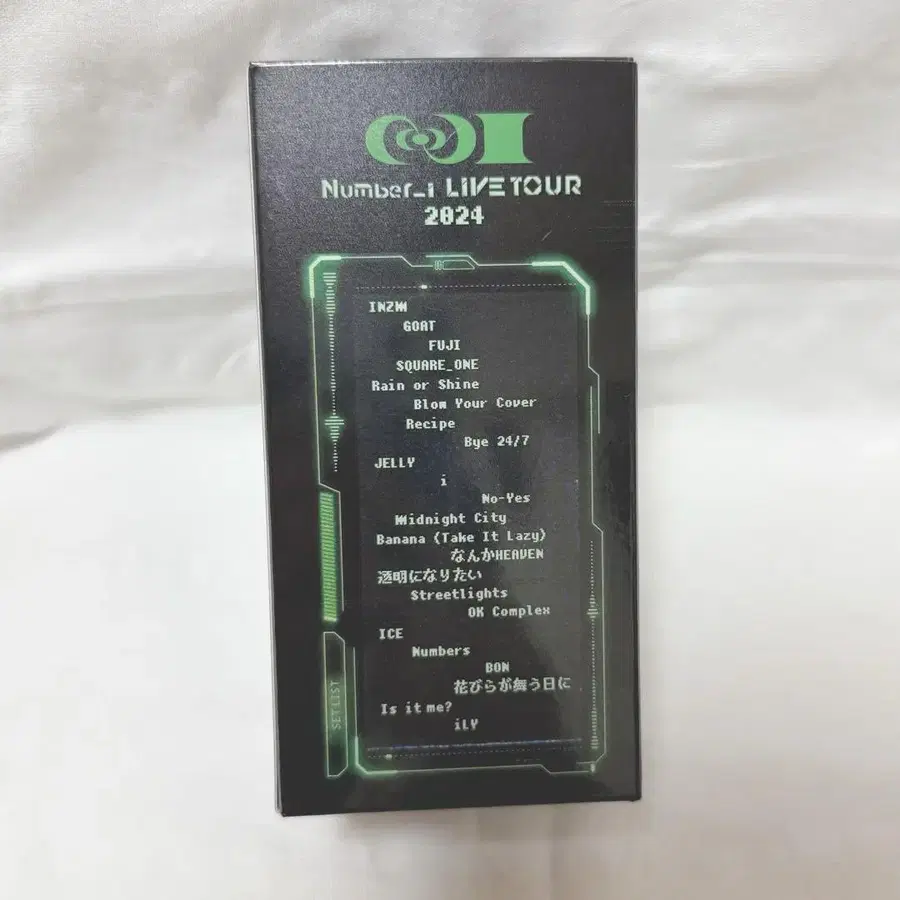 Number_i LIVE TOUR
2024
INZM
GOAT
FUJI
SQUARE_ONE
Rain or Shine
Blow Your Cover
Recipe
Bye 24/7
JELLY
i
No-Yes
Midnight City
Banana (Take It Lazy)
なんかHEAVEN
透明になりたい
Streetlights
OK Complex
ICE
Numbers
BON
花びらが舞う日に
Is it me?
iLY
SET LIST